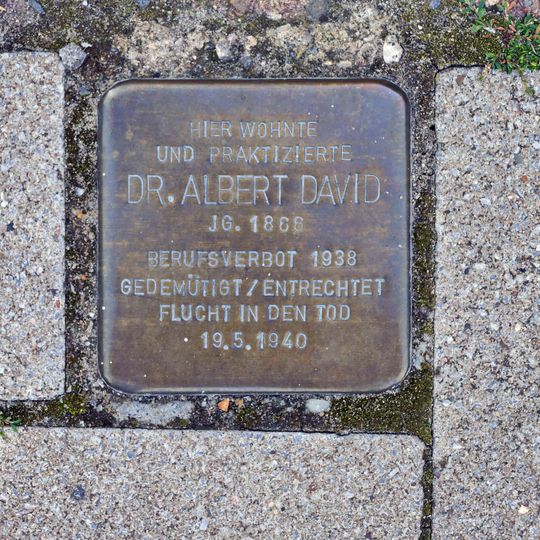 HIER WOHNTE
UND PRAKTIZIERTE
DR. ALBERT DAVID
JG. 1866
BERUFSVERBOT 1938
GEDEMÜTIGT/ENTRECHTET
FLUCHT IN DEN TOD
19.5.1940